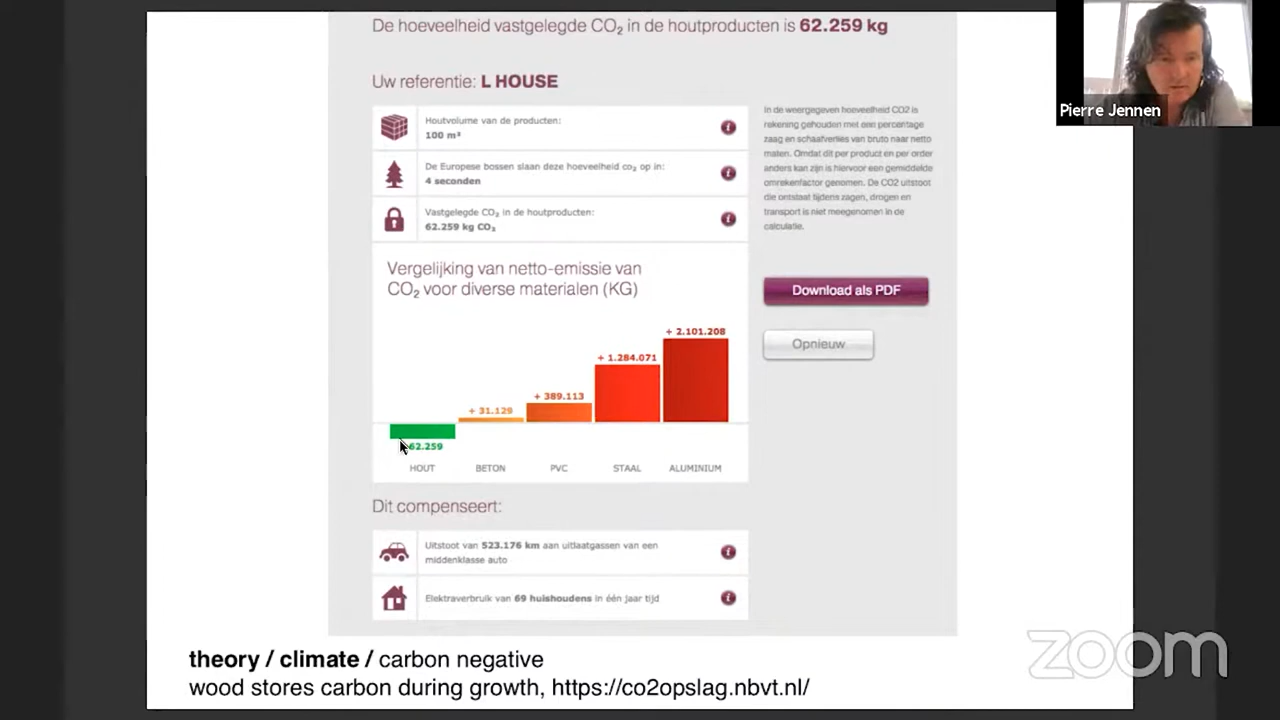 De hoeveelheid vastgelegde CO₂ in de houtproducten is 62.259 kg
Pierre Jennen
Uw referentie: L HOUSE
Houtvolume van de producten:
100 m³
De Europese bossen slaan deze hoeveelheid co₂ op in:
4 seconden
Vastgelegde CO₂ in de houtproducten:
62.259 kg CO₂
In de weergegeven hoeveelheid CO2 is
rekening gehouden met een percentage
zaag en schaafverlies van bruto naar netto
maten. Omdat dit per product en per order
anders kan zijn is hiervoor een gemiddelde
omrekenfactor genomen. De CO2 uitstoot
die ontstaat tijdens zagen, drogen en
transport is niet meegenomen in de
calculatie.
Download als PDF
Opnieuw
Vergelijking van netto-emissie van
CO₂ voor diverse materialen (KG)
+ 2.101.208
+ 1.284.071
+ 389.113
+ 31.129
62.259
HOUT BETON PVC STAAL ALUMINIUM
Dit compenseert:
Uitstoot van 523.176 km aan uitlaatgassen van een
middenklasse auto
Elektraverbruik van 69 huishoudens in één jaar tijd
theory / climate / carbon negative
wood stores carbon during growth, https://co2opslag.nbvt.nl/
zoom